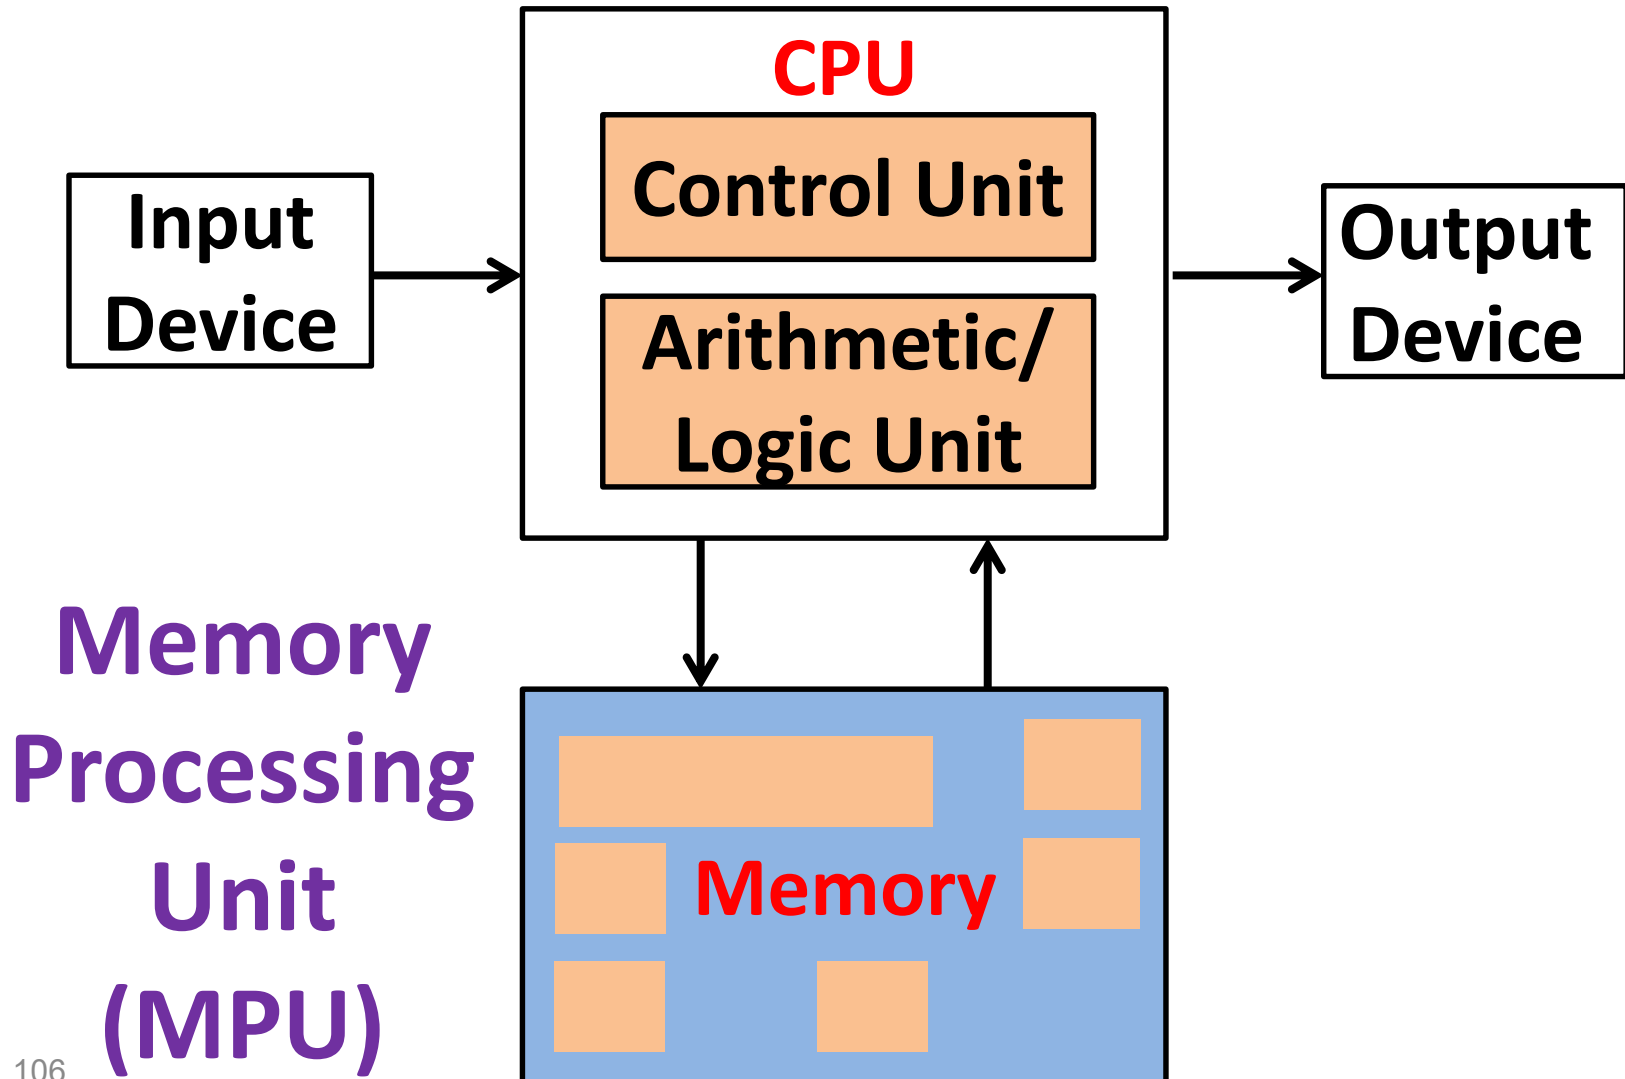 CPU
Control Unit
Arithmetic/
Logic Unit
Input
Device
Output
Device
Memory
Processing
Unit
(MPU)
Memory
106